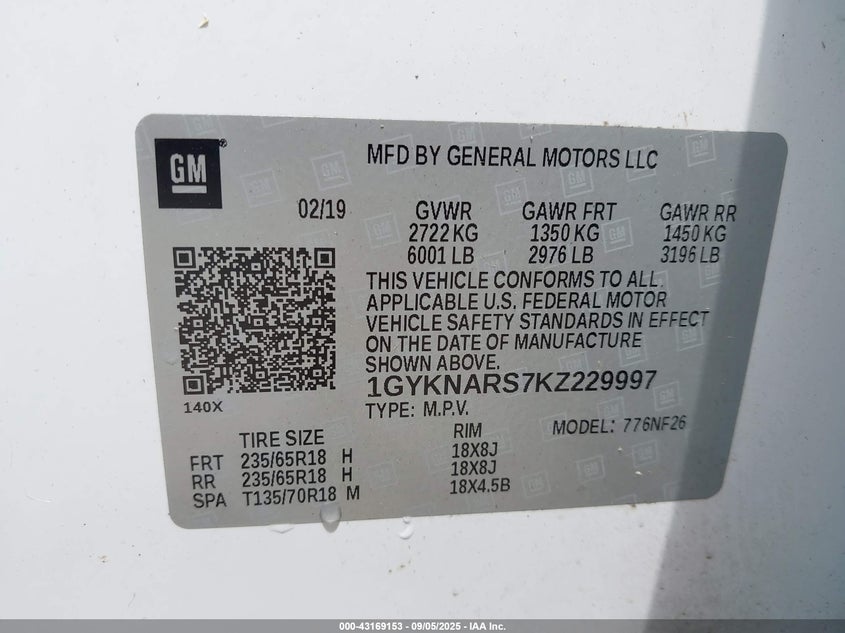 GM
MFD BY GENERAL MOTORS LLC
02/19 GVWR GAWR FRT GAWR RR
2722 KG 1350 KG 1450 KG
6001 LB 2976 LB 3196 LB
THIS VEHICLE CONFORMS TO ALL
APPLICABLE U.S. FEDERAL MOTOR
VEHICLE SAFETY STANDARDS IN EFFECT
ON THE DATE OF MANUFACTURE
SHOWN ABOVE.
1GYKNARS7KZ229997
140X
TYPE: M.P.V.
MODEL: 776NF26
TIRE SIZE RIM
FRT 235/65R18 H 18X8J
RR 235/65R18 H 18X8J
SPA T135/70R18 M 18X4.5B
000-43169153 - 09/05/2025 - IAA Inc.